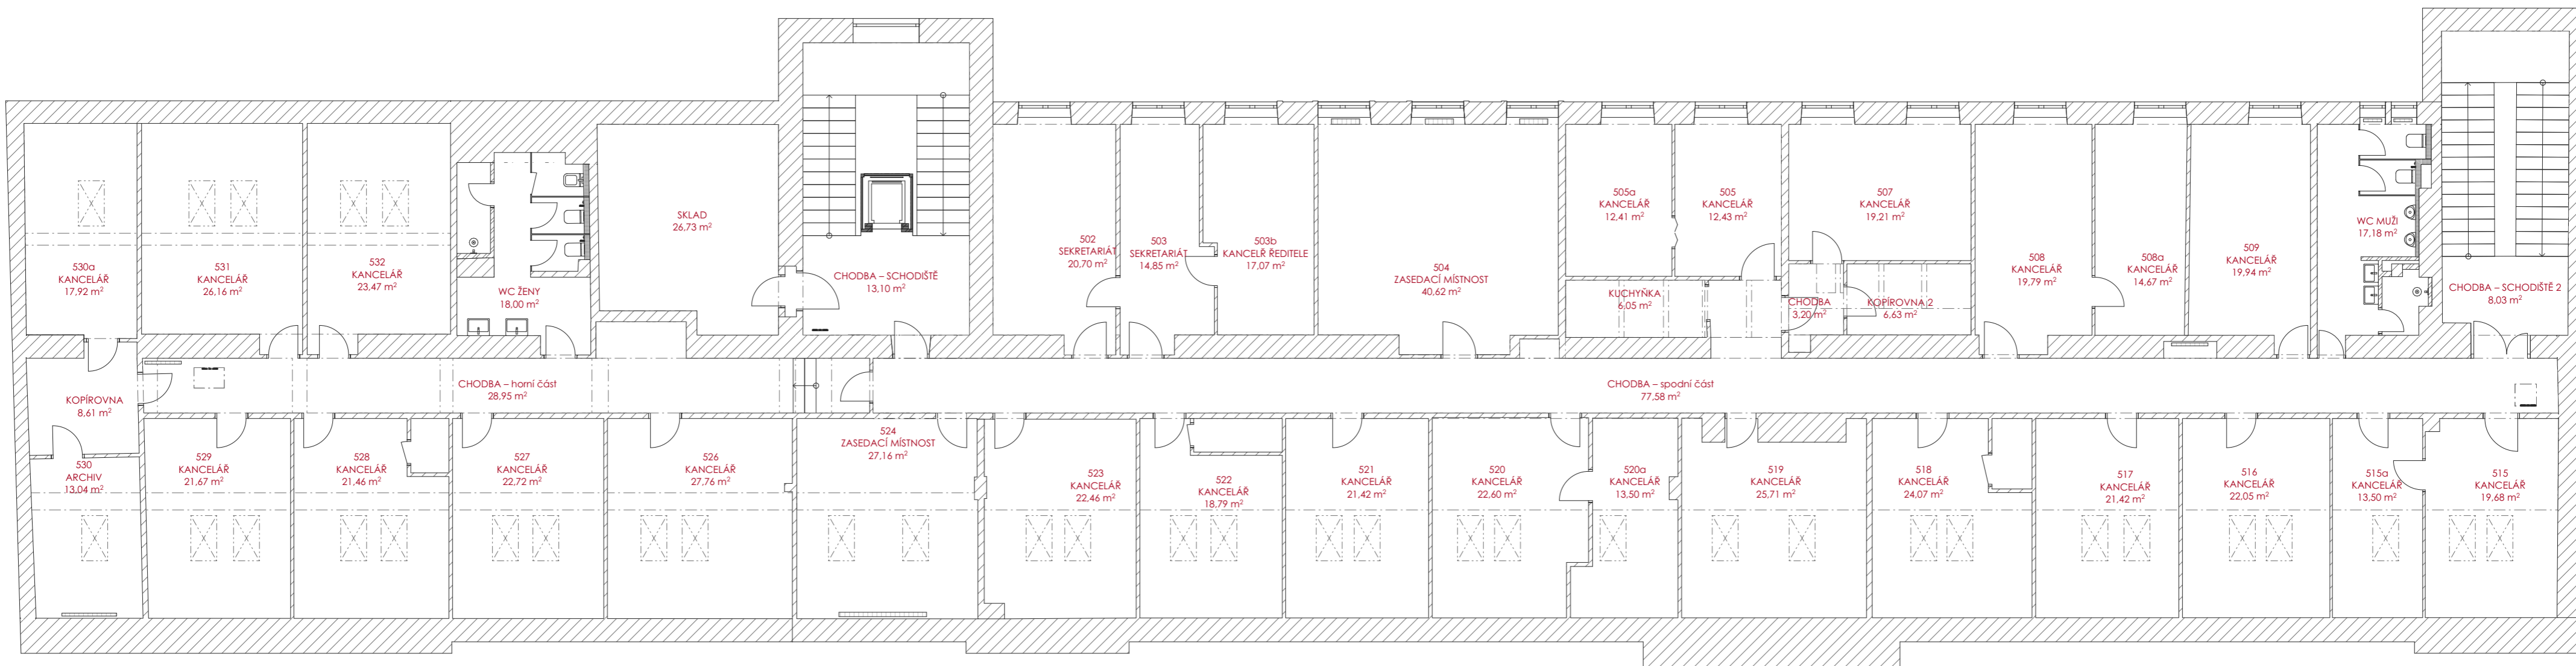 530a
KANCELÁŘ
17,92 m²
531
KANCELÁŘ
26,16 m²
532
KANCELÁŘ
23,47 m²
WC ŽENY
18,00 m²
SKLAD
26,73 m²
CHODBA – SCHODIŠTĚ
13,10 m²
502
SEKRETARIÁT
20,70 m²
503
SEKRETARIÁT
14,85 m²
503b
KANCELŘ ŘEDITELE
17,07 m²
504
ZASEDACÍ MÍSTNOST
40,62 m²
505a
KANCELÁŘ
12,41 m²
505
KANCELÁŘ
12,43 m²
KUCHYŇKA
6,05 m²
507
KANCELÁŘ
19,21 m²
CHODBA
3,20 m²
KOPÍROVNA 2
6,63 m²
508
KANCELÁŘ
19,79 m²
508a
KANCELÁŘ
14,67 m²
509
KANCELÁŘ
19,94 m²
WC MUŽI
17,18 m²
CHODBA – SCHODIŠTĚ 2
8,03 m²
KOPÍROVNA
8,61 m²
CHODBA – horní část
28,95 m²
CHODBA – spodní část
77,58 m²
530
ARCHIV
13,04 m²
529
KANCELÁŘ
21,67 m²
528
KANCELÁŘ
21,46 m²
527
KANCELÁŘ
22,72 m²
526
KANCELÁŘ
27,76 m²
524
ZASEDACÍ MÍSTNOST
27,16 m²
523
KANCELÁŘ
22,46 m²
522
KANCELÁŘ
18,79 m²
521
KANCELÁŘ
21,42 m²
520
KANCELÁŘ
22,60 m²
520a
KANCELÁŘ
13,50 m²
519
KANCELÁŘ
25,71 m²
518
KANCELÁŘ
24,07 m²
517
KANCELÁŘ
21,42 m²
516
KANCELÁŘ
22,05 m²
515a
KANCELÁŘ
13,50 m²
515
KANCELÁŘ
19,68 m²